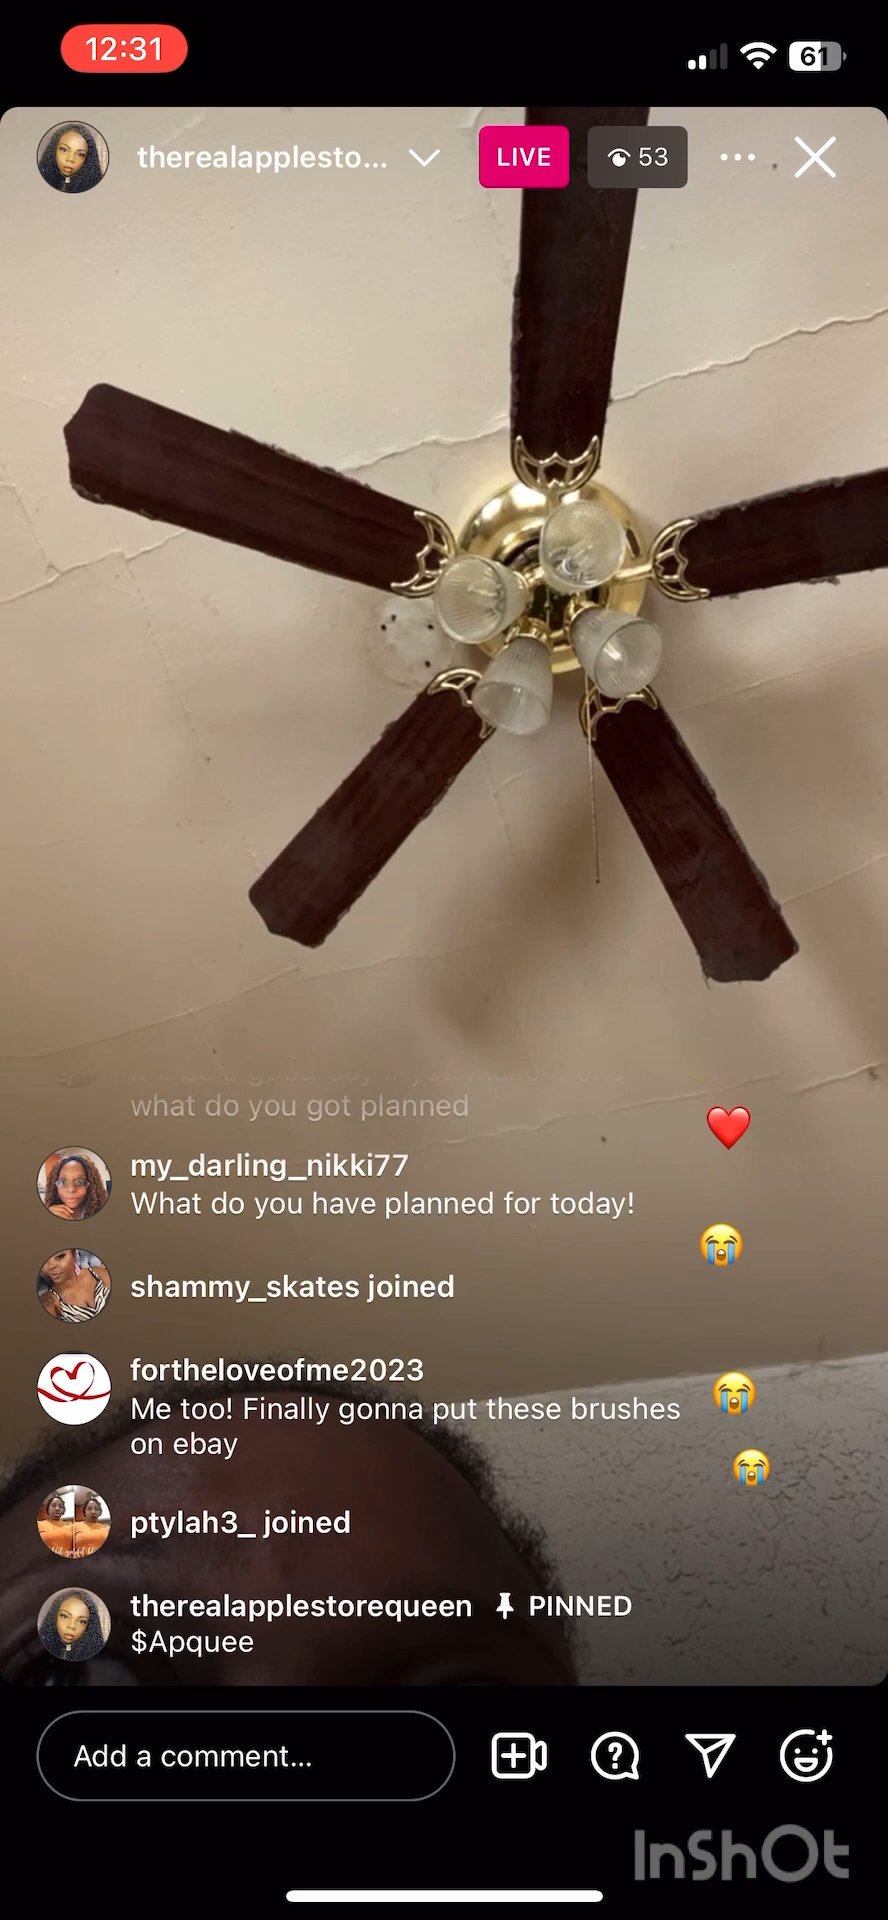 12:31
61
therealapplesto...
LIVE
53
what do you got planned
my_darling_nikki77
What do you have planned for today!
shammy_skates joined
fortheloveofme2023
Me too! Finally gonna put these brushes
on ebay
ptylah3_ joined
therealapplestorequeen PINNED
$Apquee
Add a comment...
InShOt